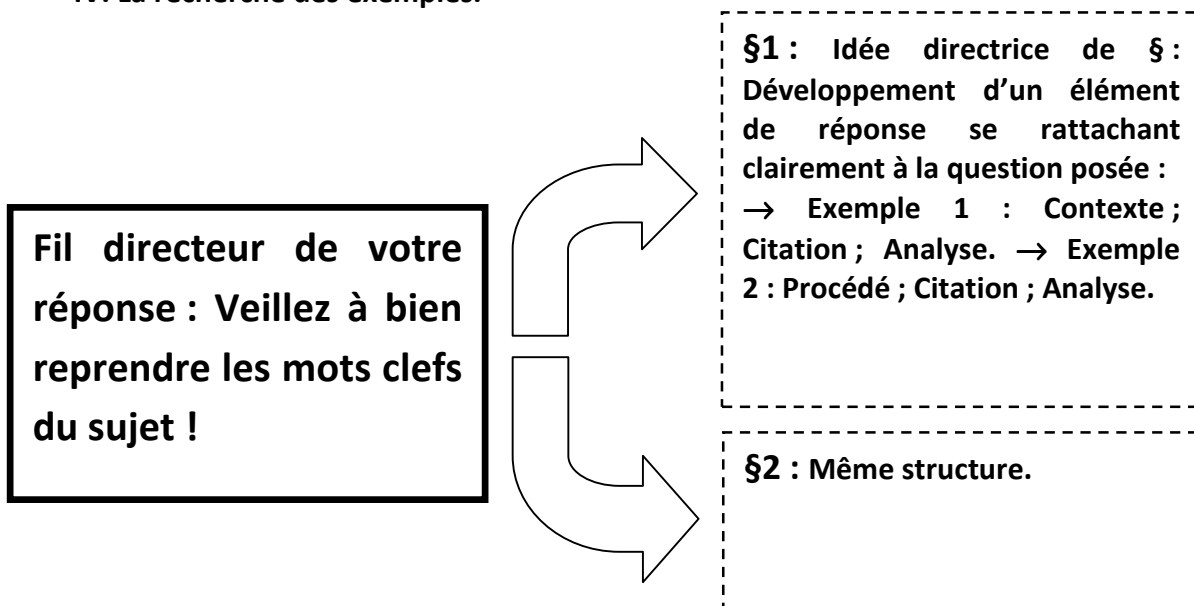 IV. La recherche des exemples.
§1 : Idée directrice de § :
Développement d’un élément
de réponse se rattachant
clairement à la question posée :
→ Exemple 1 : Contexte ;
Citation ; Analyse. → Exemple
2 : Procédé ; Citation ; Analyse.
Fil directeur de votre
réponse : Veillez à bien
reprendre les mots clefs
du sujet !
§2 : Même structure.